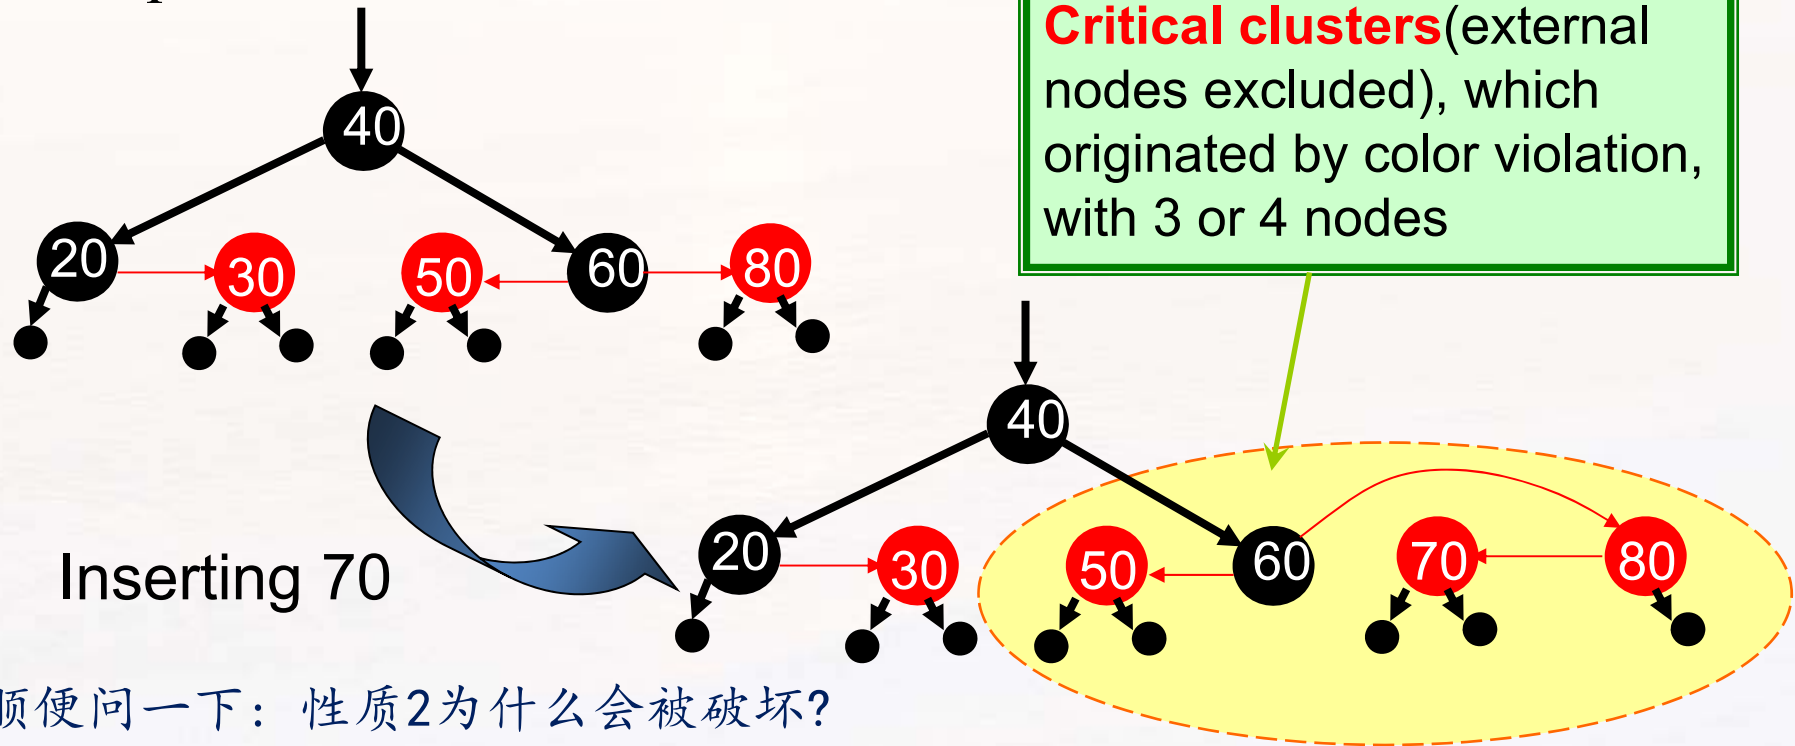 Critical clusters(external
nodes excluded), which
originated by color violation,
with 3 or 4 nodes
40
20 30 50 60 80
40
20 30 50 60 70 80
Inserting 70
顺便问一下：性质2为什么会被破坏?